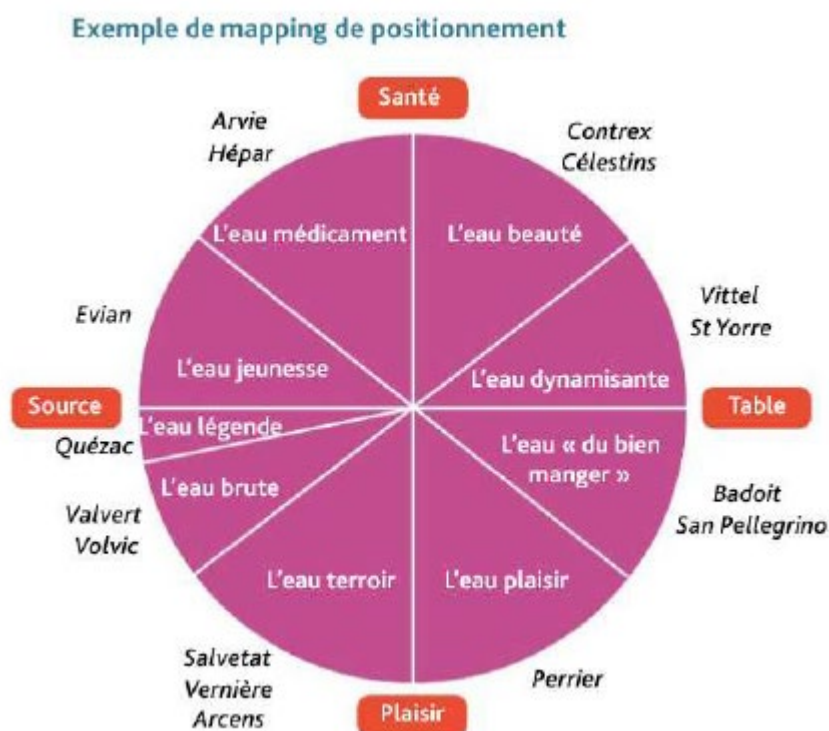 Exemple de mapping de positionnement
Santé
Arvie
Hépar
Contrex
Célestins
L'eau médicament
L'eau beauté
Evian
Vittel
St Yorre
L'eau jeunesse
L'eau dynamisante
Source
Table
L'eau légende
Quézac
L'eau « du bien
manger »
L'eau brute
Badoit
San Pellegrino
Valvert
Volvic
L'eau terroir
L'eau plaisir
Salvetat
Vernière
Arcens
Perrier
Plaisir